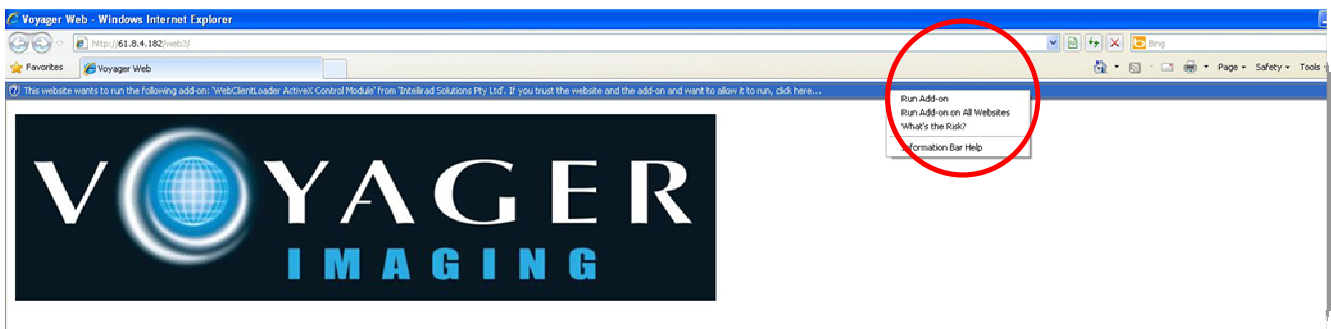 Voyager Web - Windows Internet Explorer
http://61.8.4.182/web3/
Bing
Favorites Voyager Web Page Safety Tools
This website wants to run the following add-on: 'WebClientLoader ActiveX Control Module' from 'Intelirad Solutions Pty Ltd'. If you trust the website and the add-on and want to allow it to run, click here...
Run Add-on
Run Add-on on All Websites
What's the Risk?
Information Bar Help
VOYAGER
IMAGING